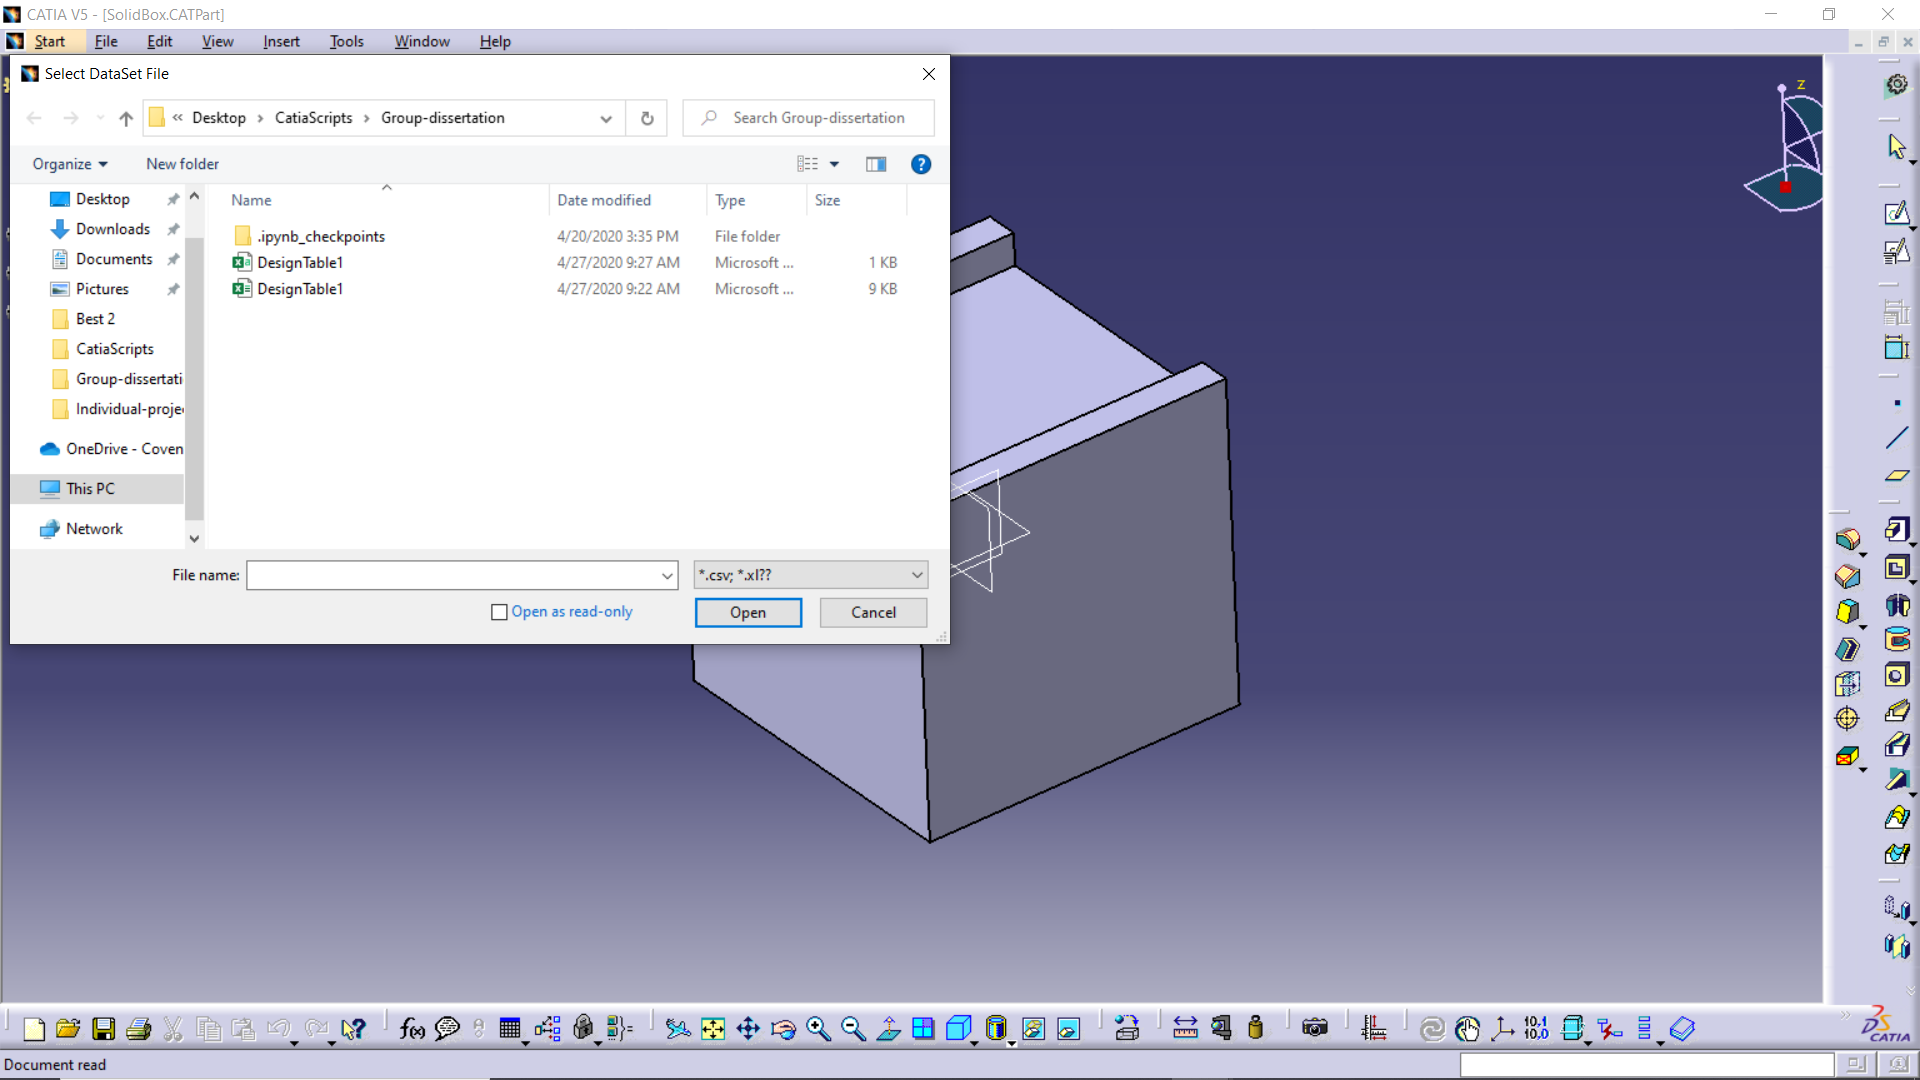 CATIA V5 - [SolidBox.CATPart]
Start File Edit View Insert Tools Window Help
Select DataSet File
« Desktop › CatiaScripts › Group-dissertation
Search Group-dissertation
Organize New folder
Desktop
Downloads
Documents
Pictures
Best 2
CatiaScripts
Group-dissertati
Individual-proje
OneDrive - Coven
This PC
Network
Name Date modified Type Size
.ipynb_checkpoints 4/20/2020 3:35 PM File folder
DesignTable1 4/27/2020 9:27 AM Microsoft ... 1 KB
DesignTable1 4/27/2020 9:22 AM Microsoft ... 9 KB
File name:
*.csv; *.xl??
Open as read-only
Open Cancel
z
f(x)
10,1
10,0
CATIA
Document read